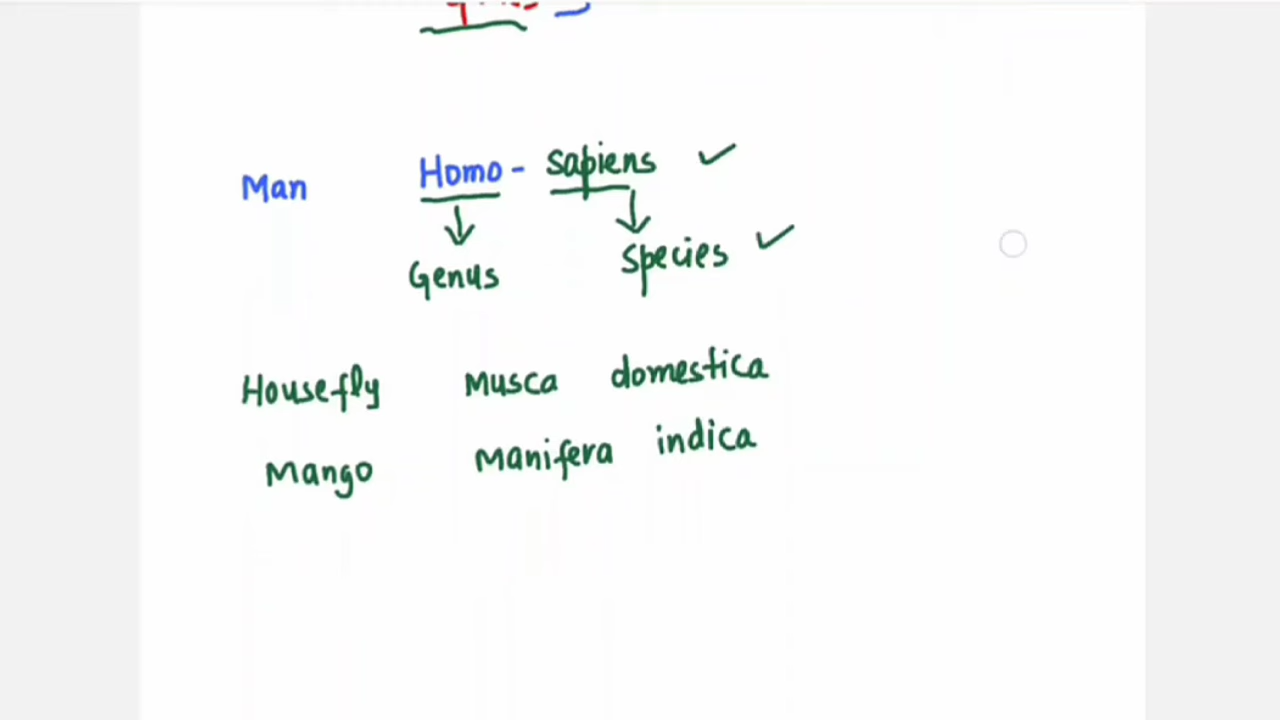 Man Homo - sapiens ✓
Genus species ✓
Housefly Musca domestica
Mango Manifera indica